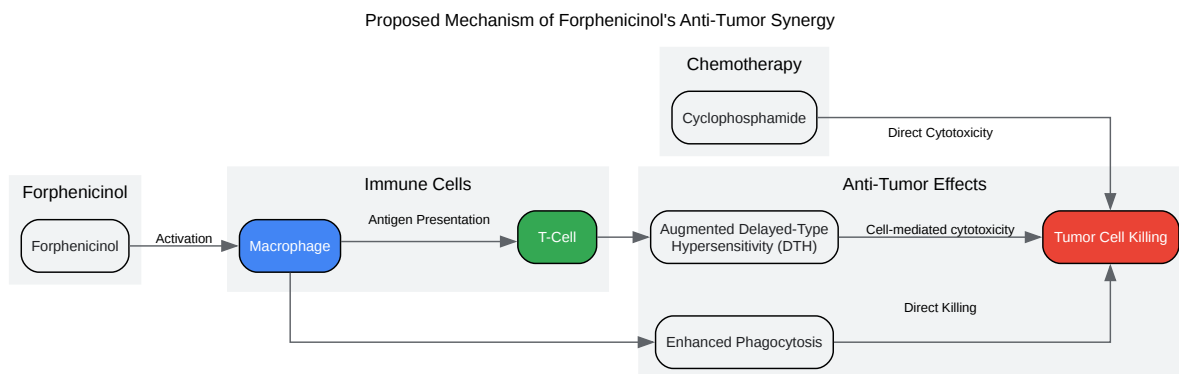 Proposed Mechanism of Forphenicinol's Anti-Tumor Synergy
Chemotherapy
Cyclophosphamide
Direct Cytotoxicity
Forphenicinol
Forphenicinol
Activation
Immune Cells
Macrophage
Antigen Presentation
T-Cell
Anti-Tumor Effects
Augmented Delayed-Type
Hypersensitivity (DTH)
Cell-mediated cytotoxicity
Tumor Cell Killing
Direct Killing
Enhanced Phagocytosis